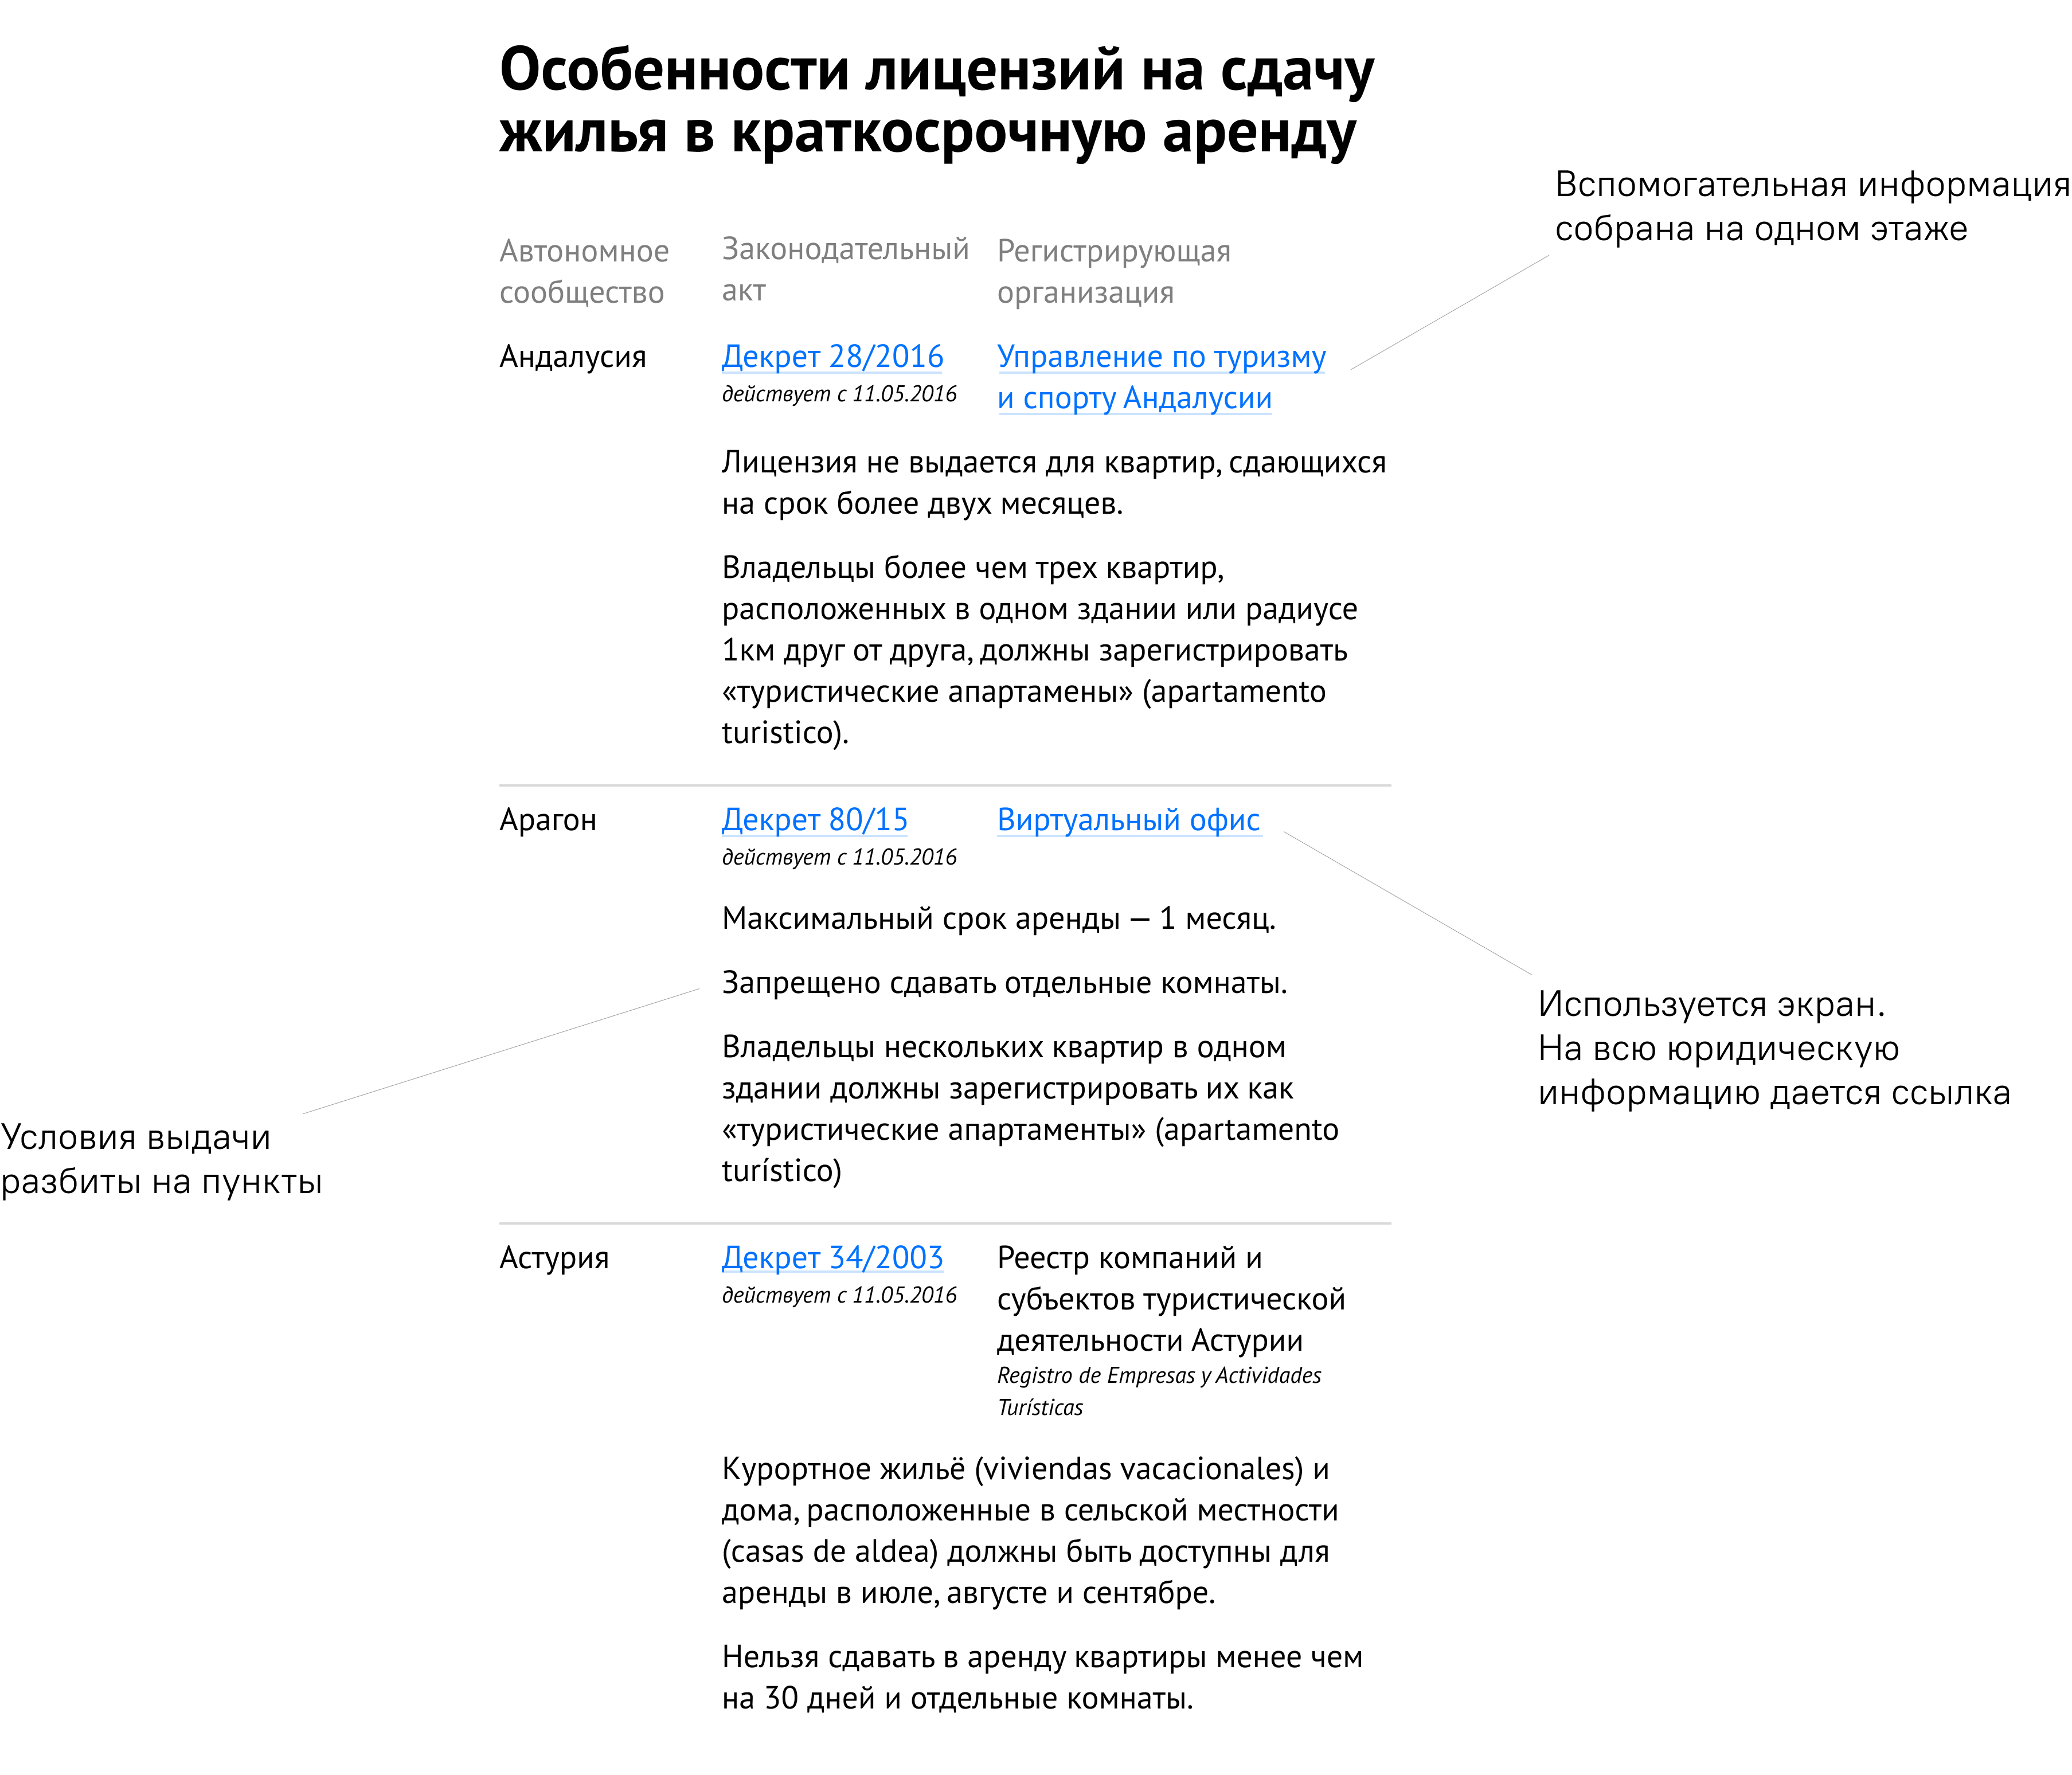 Особенности лицензий на сдачу
жилья в краткосрочную аренду
Вспомогательная информация
собрана на одном этаже
Автономное
сообщество
Законодательный
акт
Регистрирующая
организация
Андалусия
Декрет 28/2016
действует с 11.05.2016
Управление по туризму
и спорту Андалусии
Лицензия не выдается для квартир, сдающихся
на срок более двух месяцев.
Владельцы более чем трех квартир,
расположенных в одном здании или радиусе
1км друг от друга, должны зарегистрировать
«туристические апартамены» (apartamento
turistico).
Арагон
Декрет 80/15
действует с 11.05.2016
Виртуальный офис
Максимальный срок аренды — 1 месяц.
Запрещено сдавать отдельные комнаты.
Владельцы нескольких квартир в одном
здании должны зарегистрировать их как
«туристические апартаменты» (apartamento
turístico)
Используется экран.
На всю юридическую
информацию дается ссылка
Условия выдачи
разбиты на пункты
Астурия
Декрет 34/2003
действует с 11.05.2016
Реестр компаний и
субъектов туристической
деятельности Астурии
Registro de Empresas y Actividades
Turísticas
Курортное жильё (viviendas vacacionales) и
дома, расположенные в сельской местности
(casas de aldea) должны быть доступны для
аренды в июле, августе и сентябре.
Нельзя сдавать в аренду квартиры менее чем
на 30 дней и отдельные комнаты.